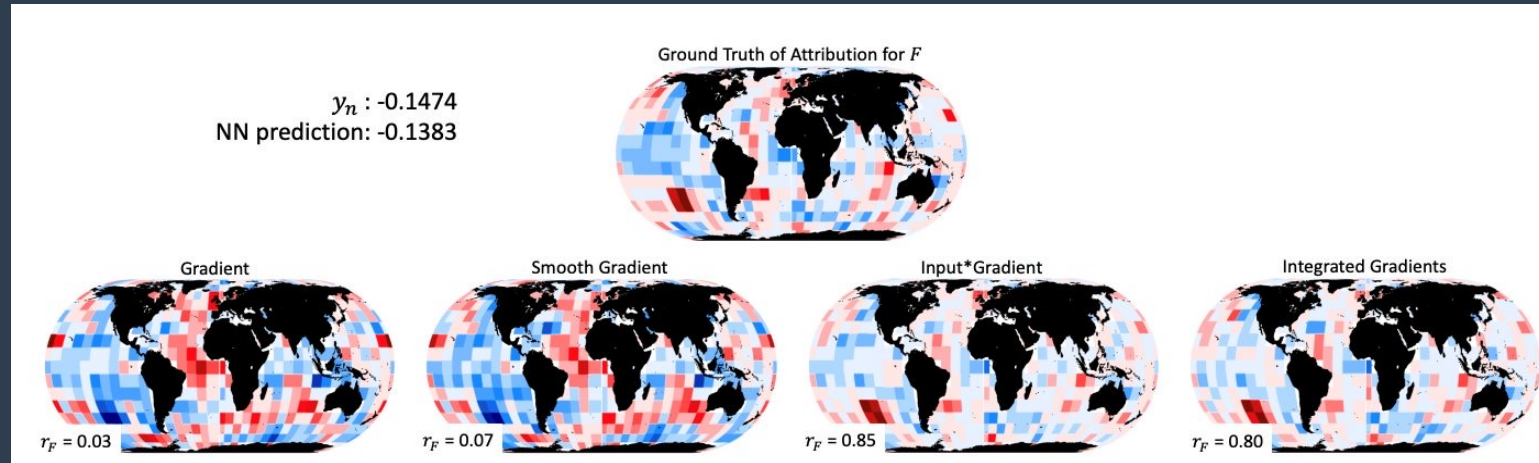 Ground Truth of Attribution for F
yₙ : -0.1474
NN prediction: -0.1383
Gradient
Smooth Gradient
Input*Gradient
Integrated Gradients
r_F = 0.03
r_F = 0.07
r_F = 0.85
r_F = 0.80